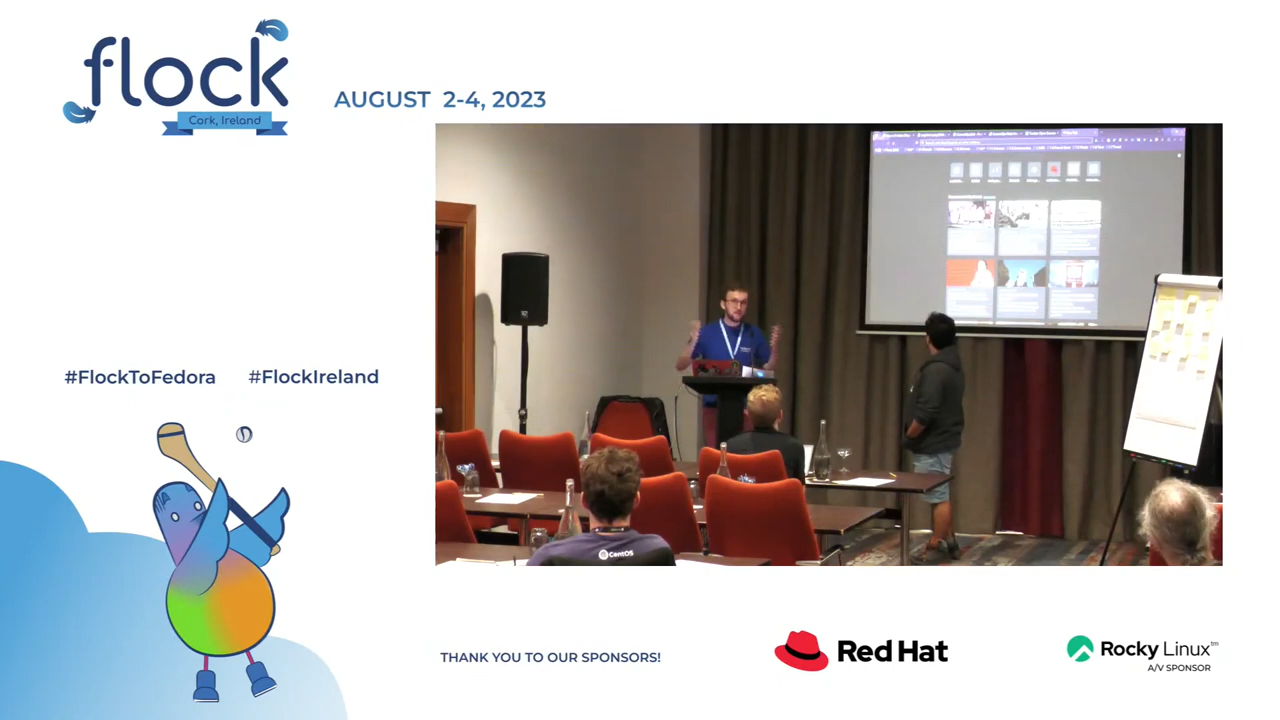 flock
Cork, Ireland
AUGUST 2-4, 2023
#FlockToFedora #FlockIreland
CentOS
THANK YOU TO OUR SPONSORS!
Red Hat
Rocky Linux™
A/V SPONSOR